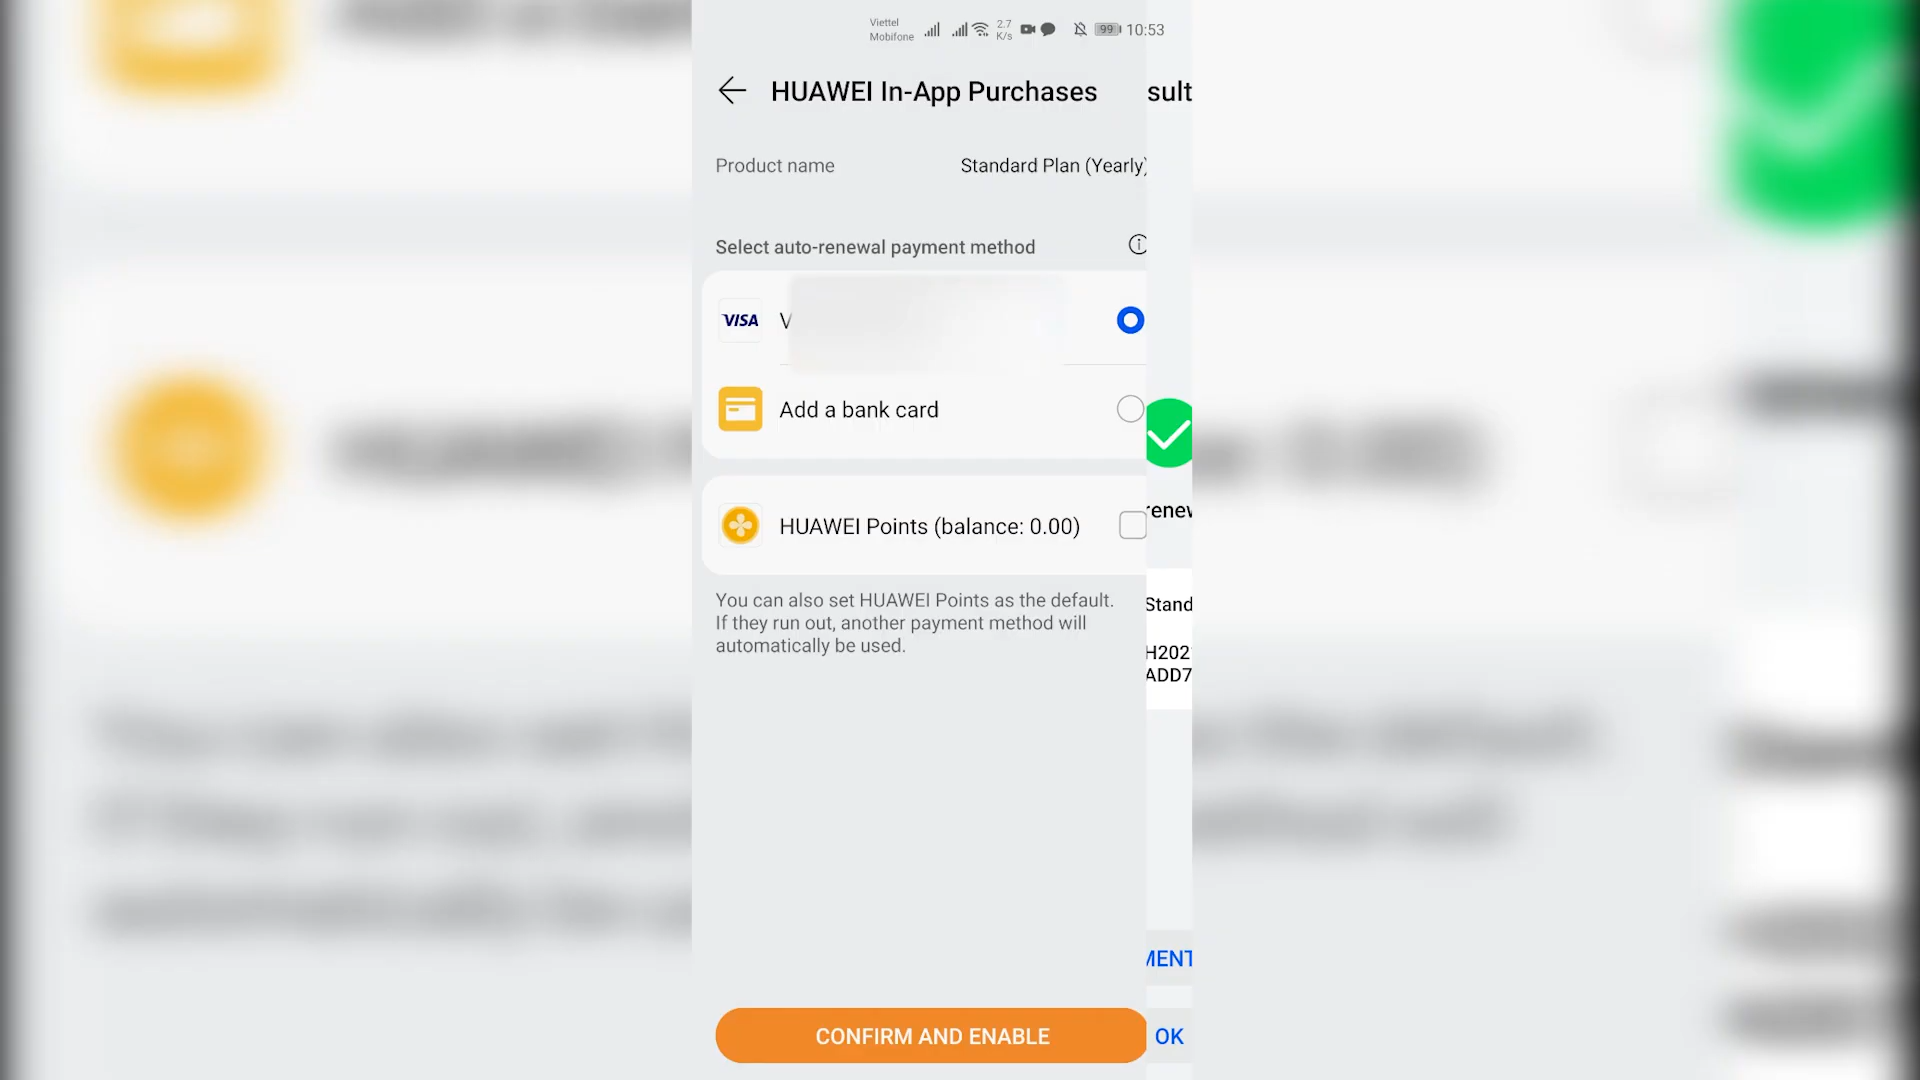 Viettel
Mobifone
2.7
K/s
99
10:53
HUAWEI In-App Purchases
sult
Product name
Standard Plan (Yearly)
Select auto-renewal payment method
VISA
V
Add a bank card
HUAWEI Points (balance: 0.00)
renew
Stand
You can also set HUAWEI Points as the default.
If they run out, another payment method will
automatically be used.
H202
ADD7
MENT
CONFIRM AND ENABLE
OK